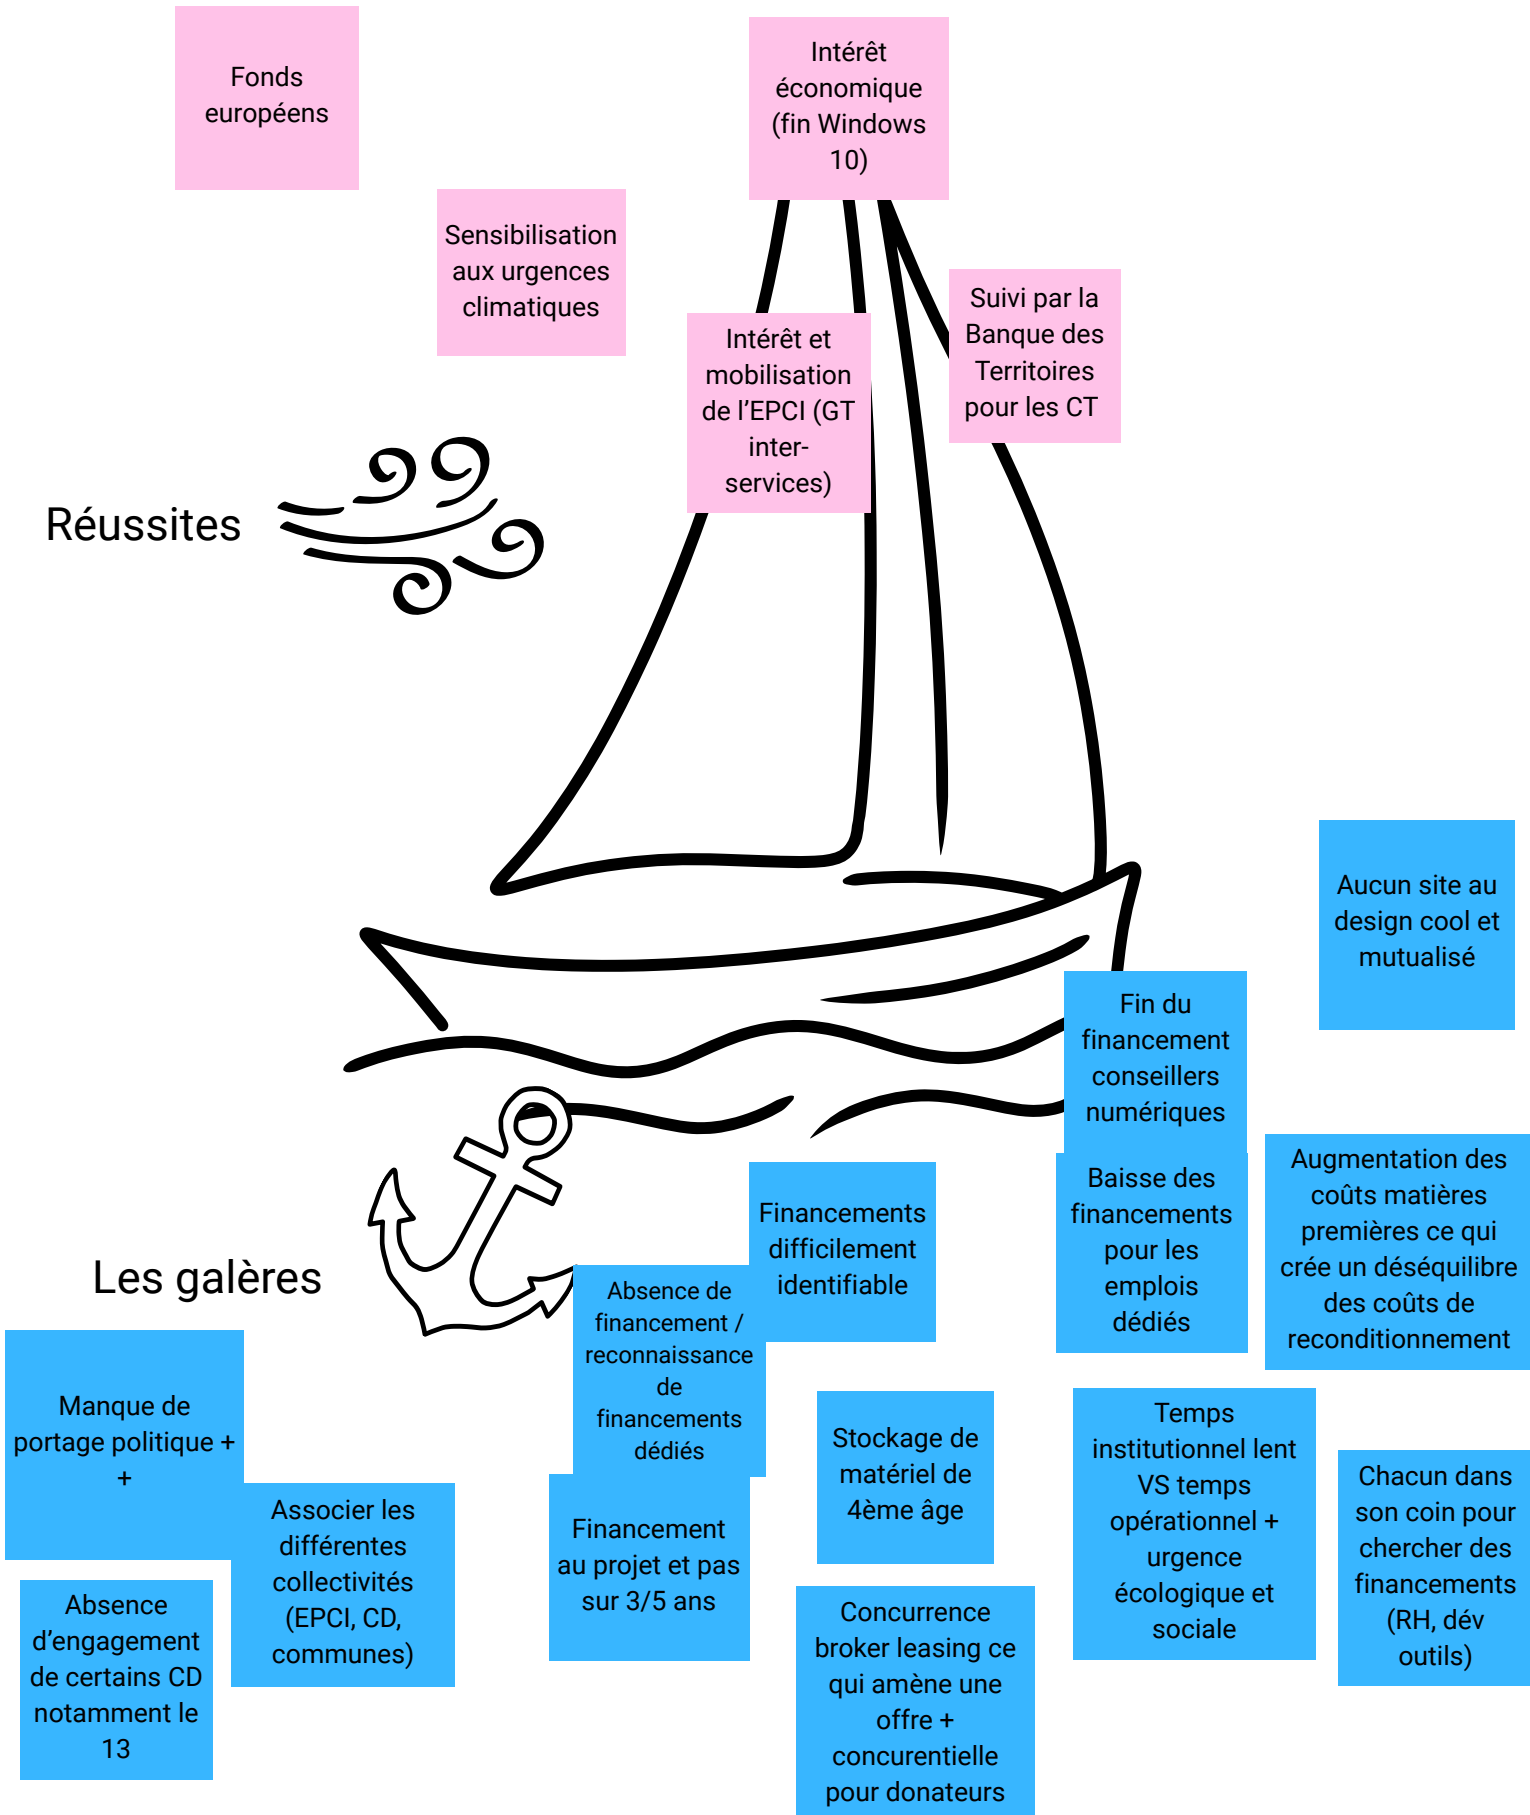 Fonds
européens
Intérêt
économique
(fin Windows
10)
Sensibilisation
aux urgences
climatiques
Suivi par la
Banque des
Territoires
pour les CT
Intérêt et
mobilisation
de l'EPCI (GT
inter-
services)
Réussites
Aucun site au
design cool et
mutualisé
Fin du
financement
conseillers
numériques
Baisse des
financements
pour les
emplois
dédiés
Augmentation des
coûts matières
premières ce qui
crée un déséquilibre
des coûts de
reconditionnement
Financements
difficilement
identifiable
Les galères
Absence de
financement /
reconnaissance
de
financements
dédiés
Manque de
portage politique +
+
Associer les
différentes
collectivités
(EPCI, CD,
communes)
Absence
d'engagement
de certains CD
notamment le
13
Financement
au projet et pas
sur 3/5 ans
Stockage de
matériel de
4ème âge
Concurrence
broker leasing ce
qui amène une
offre +
concurentielle
pour donateurs
Temps
institutionnel lent
VS temps
opérationnel +
urgence
écologique et
sociale
Chacun dans
son coin pour
chercher des
financements
(RH, dév
outils)